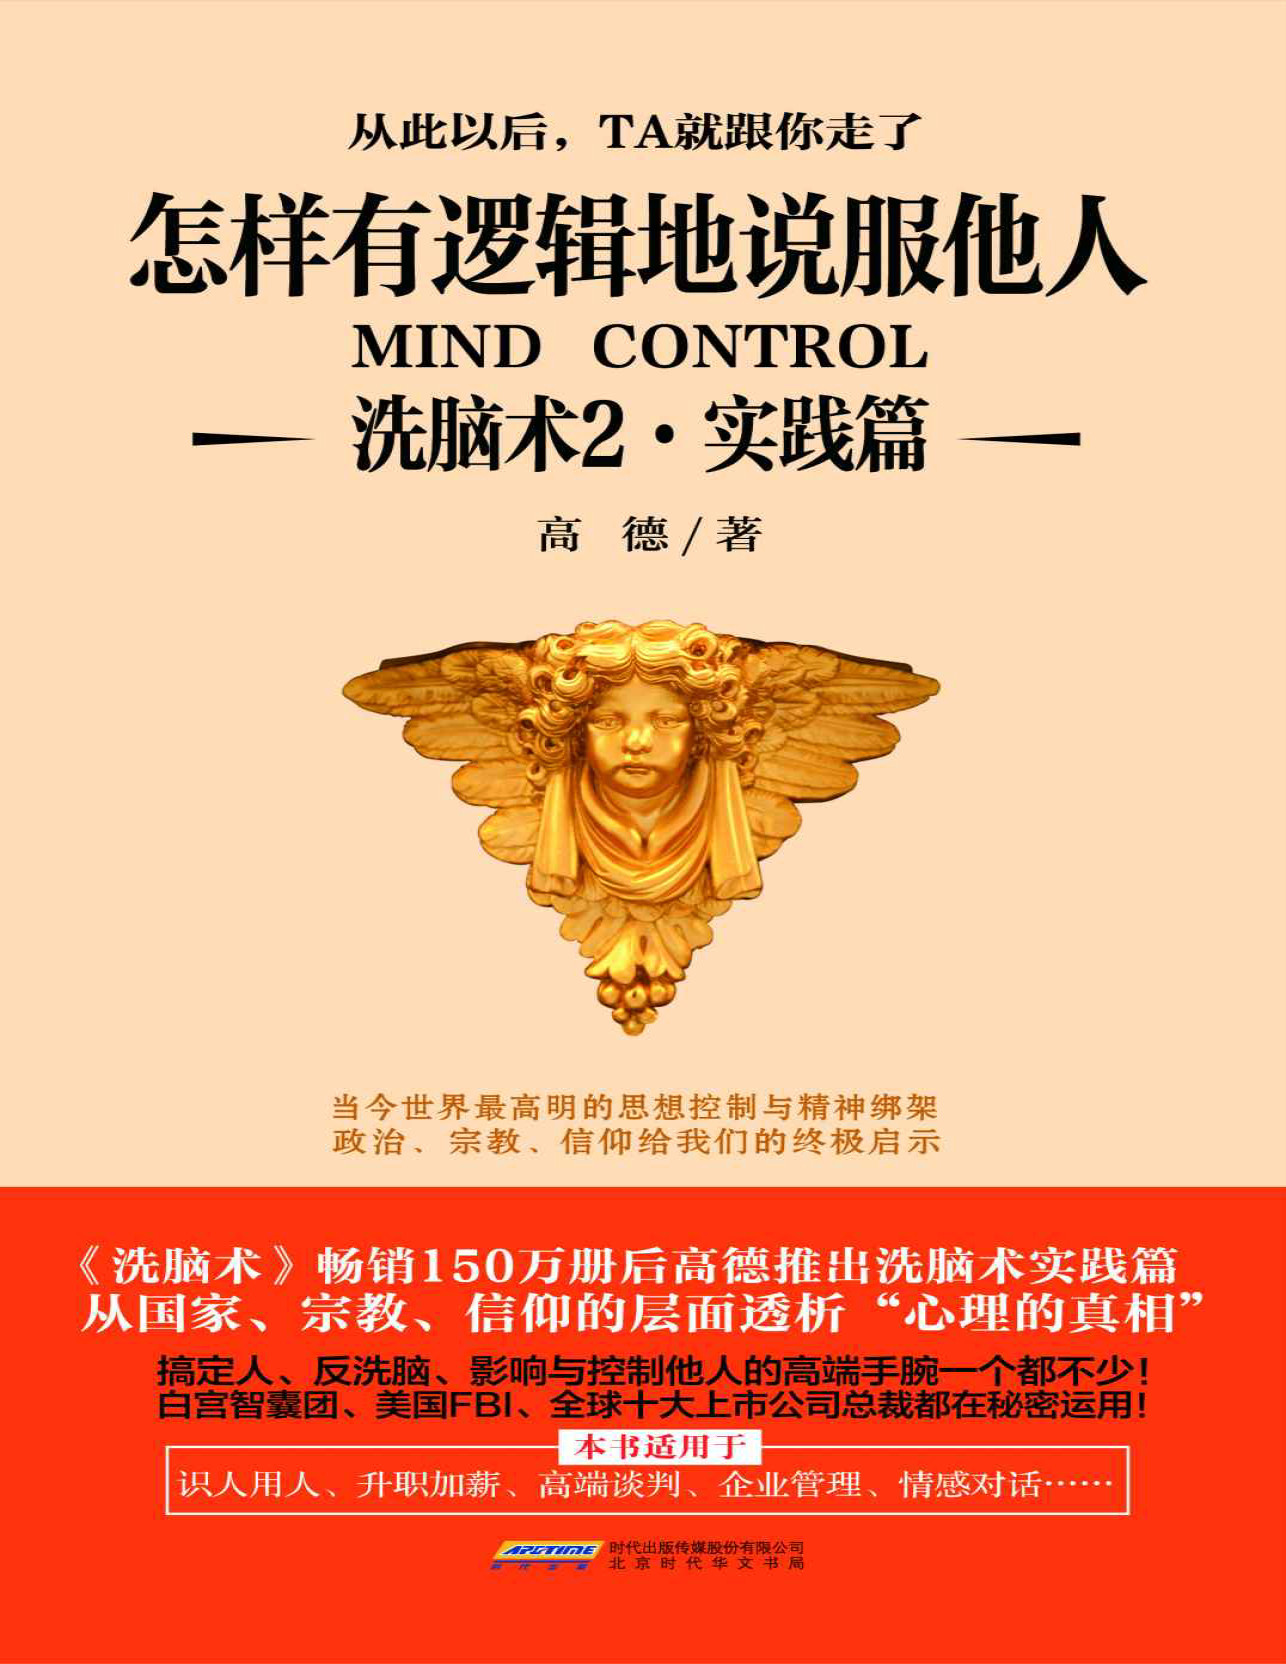 从此以后，TA就跟你走了
怎样有逻辑地说服他人
MIND CONTROL
洗脑术2·实践篇
高 德/著
当今世界最高明的思想控制与精神绑架
政治、宗教、信仰给我们的终极启示
《洗脑术》畅销150万册后高德推出洗脑术实践篇
从国家、宗教、信仰的层面透析“心理的真相”
搞定人、反洗脑、影响与控制他人的高端手腕一个都不少！
白宫智囊团、美国FBI、全球十大上市公司总裁都在秘密运用！
本书适用于
识人用人、升职加薪、高端谈判、企业管理、情感对话……
ARCTIME 时代出版传媒股份有限公司
北京时代华文书局